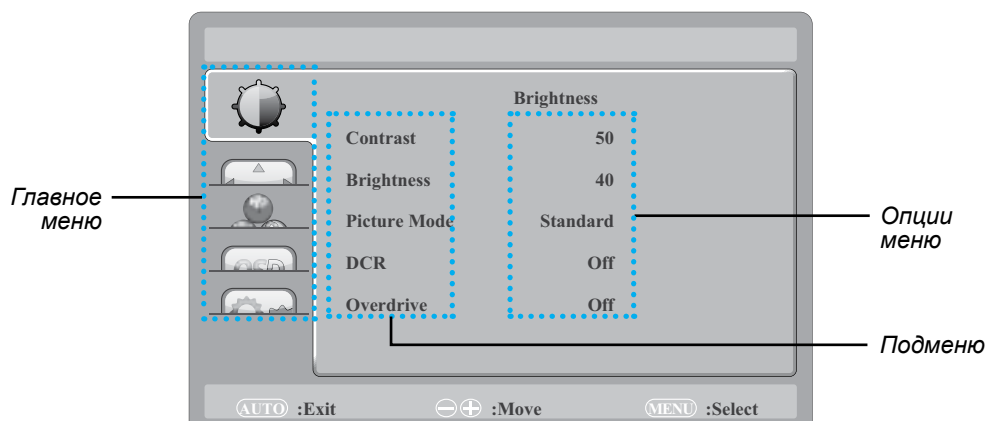 Brightness
Contrast 50
Brightness 40
Picture Mode Standard
DCR Off
Overdrive Off
OSD
AUTO :Exit :Move MENU :Select
Главное
меню
Опции
меню
Подменю